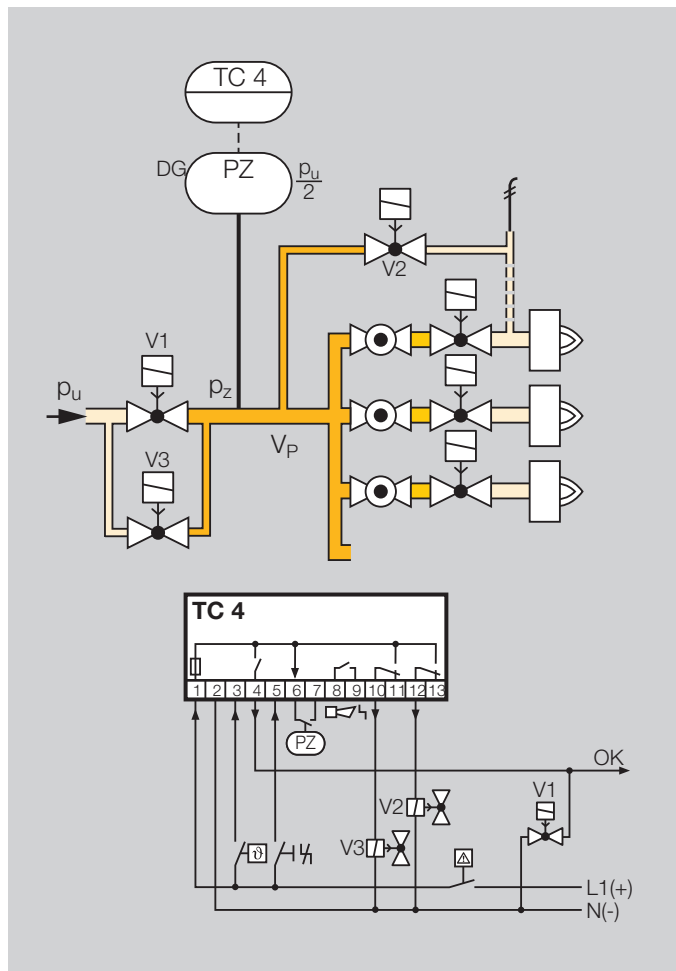 TC 4
DG
PZ
pu
2
V2
V1
pu
pz
V3
VP
TC 4
1 2 3 4 5 6 7 8 9 10 11 12 13
PZ
OK
V1
V2
V3
ϑ
L1(+)
N(-)